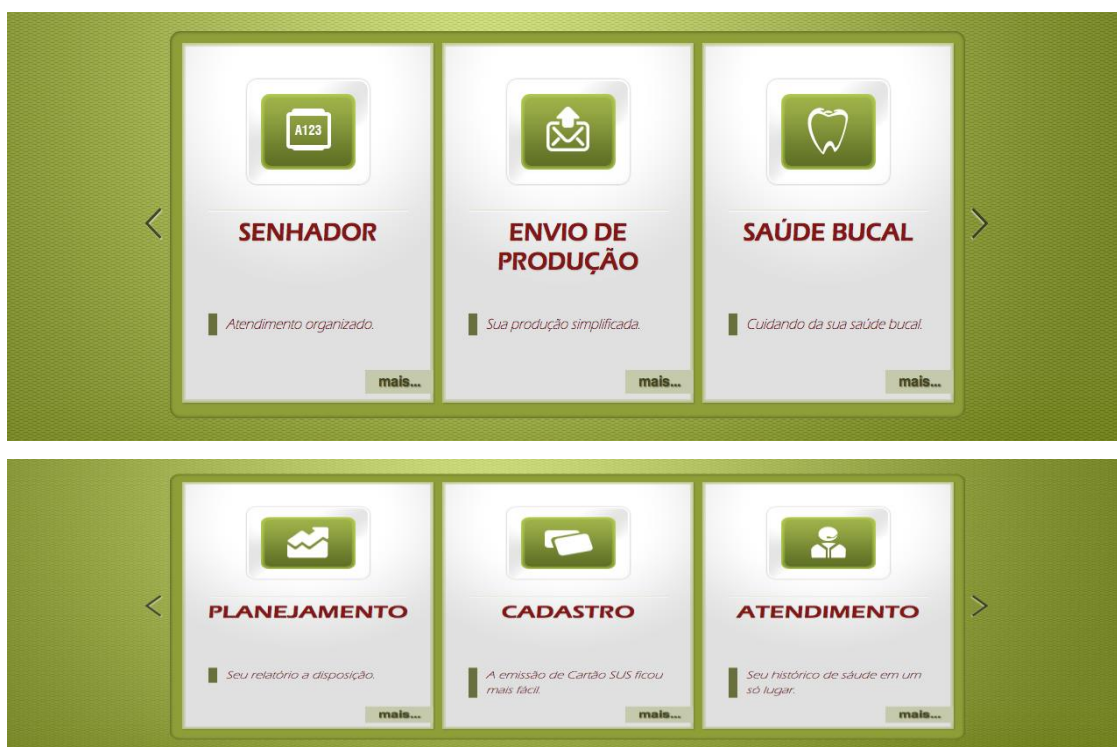 A123
SENHADOR
Atendimento organizado.
mais...
ENVIO DE
PRODUÇÃO
Sua produção simplificada.
mais...
SAÚDE BUCAL
Cuidando da sua saúde bucal.
mais...
PLANEJAMENTO
Seu relatório a disposição.
mais...
CADASTRO
A emissão de Cartão SUS ficou
mais fácil.
mais...
ATENDIMENTO
Seu histórico de sáude em um
só lugar.
mais...